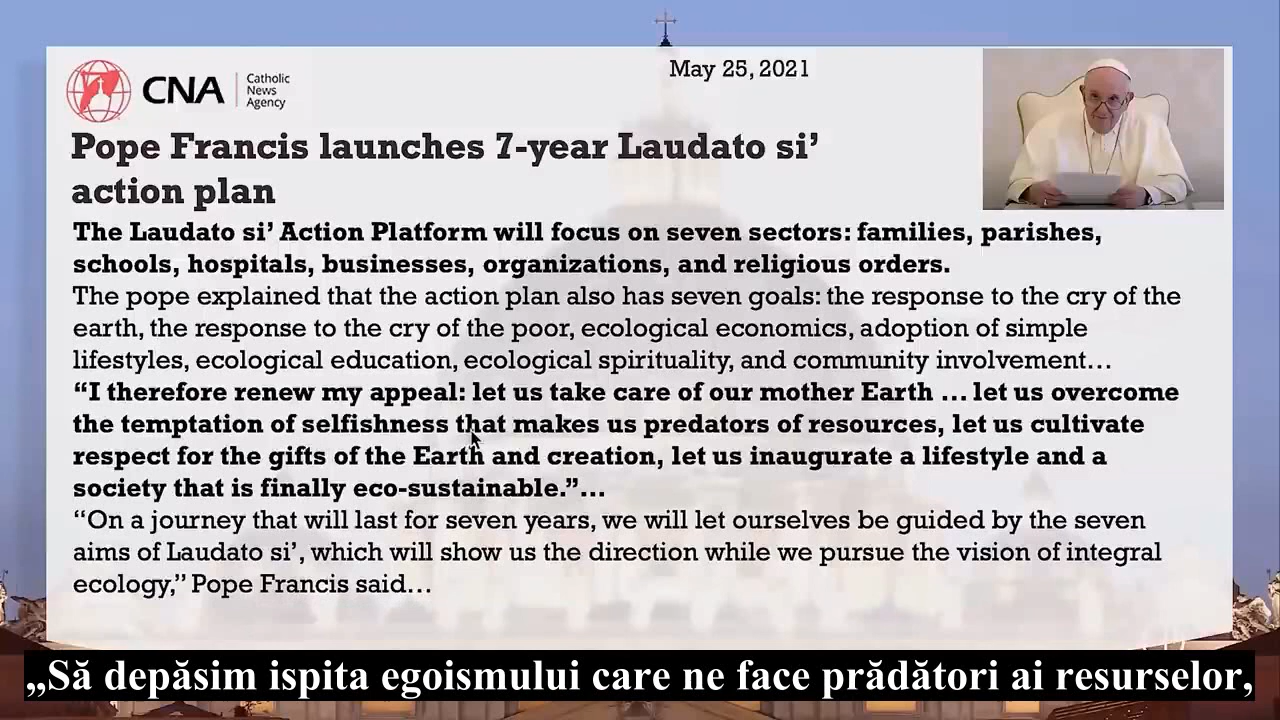 CNA
Catholic
News
Agency
May 25, 2021
Pope Francis launches 7-year Laudato si’
action plan
The Laudato si’ Action Platform will focus on seven sectors: families, parishes,
schools, hospitals, businesses, organizations, and religious orders.
The pope explained that the action plan also has seven goals: the response to the cry of the
earth, the response to the cry of the poor, ecological economics, adoption of simple
lifestyles, ecological education, ecological spirituality, and community involvement…
“I therefore renew my appeal: let us take care of our mother Earth … let us overcome
the temptation of selfishness that makes us predators of resources, let us cultivate
respect for the gifts of the Earth and creation, let us inaugurate a lifestyle and a
society that is finally eco-sustainable.”…
“On a journey that will last for seven years, we will let ourselves be guided by the seven
aims of Laudato si’, which will show us the direction while we pursue the vision of integral
ecology,” Pope Francis said…
„Să depăsim ispita egoismului care ne face prădători ai resurselor,